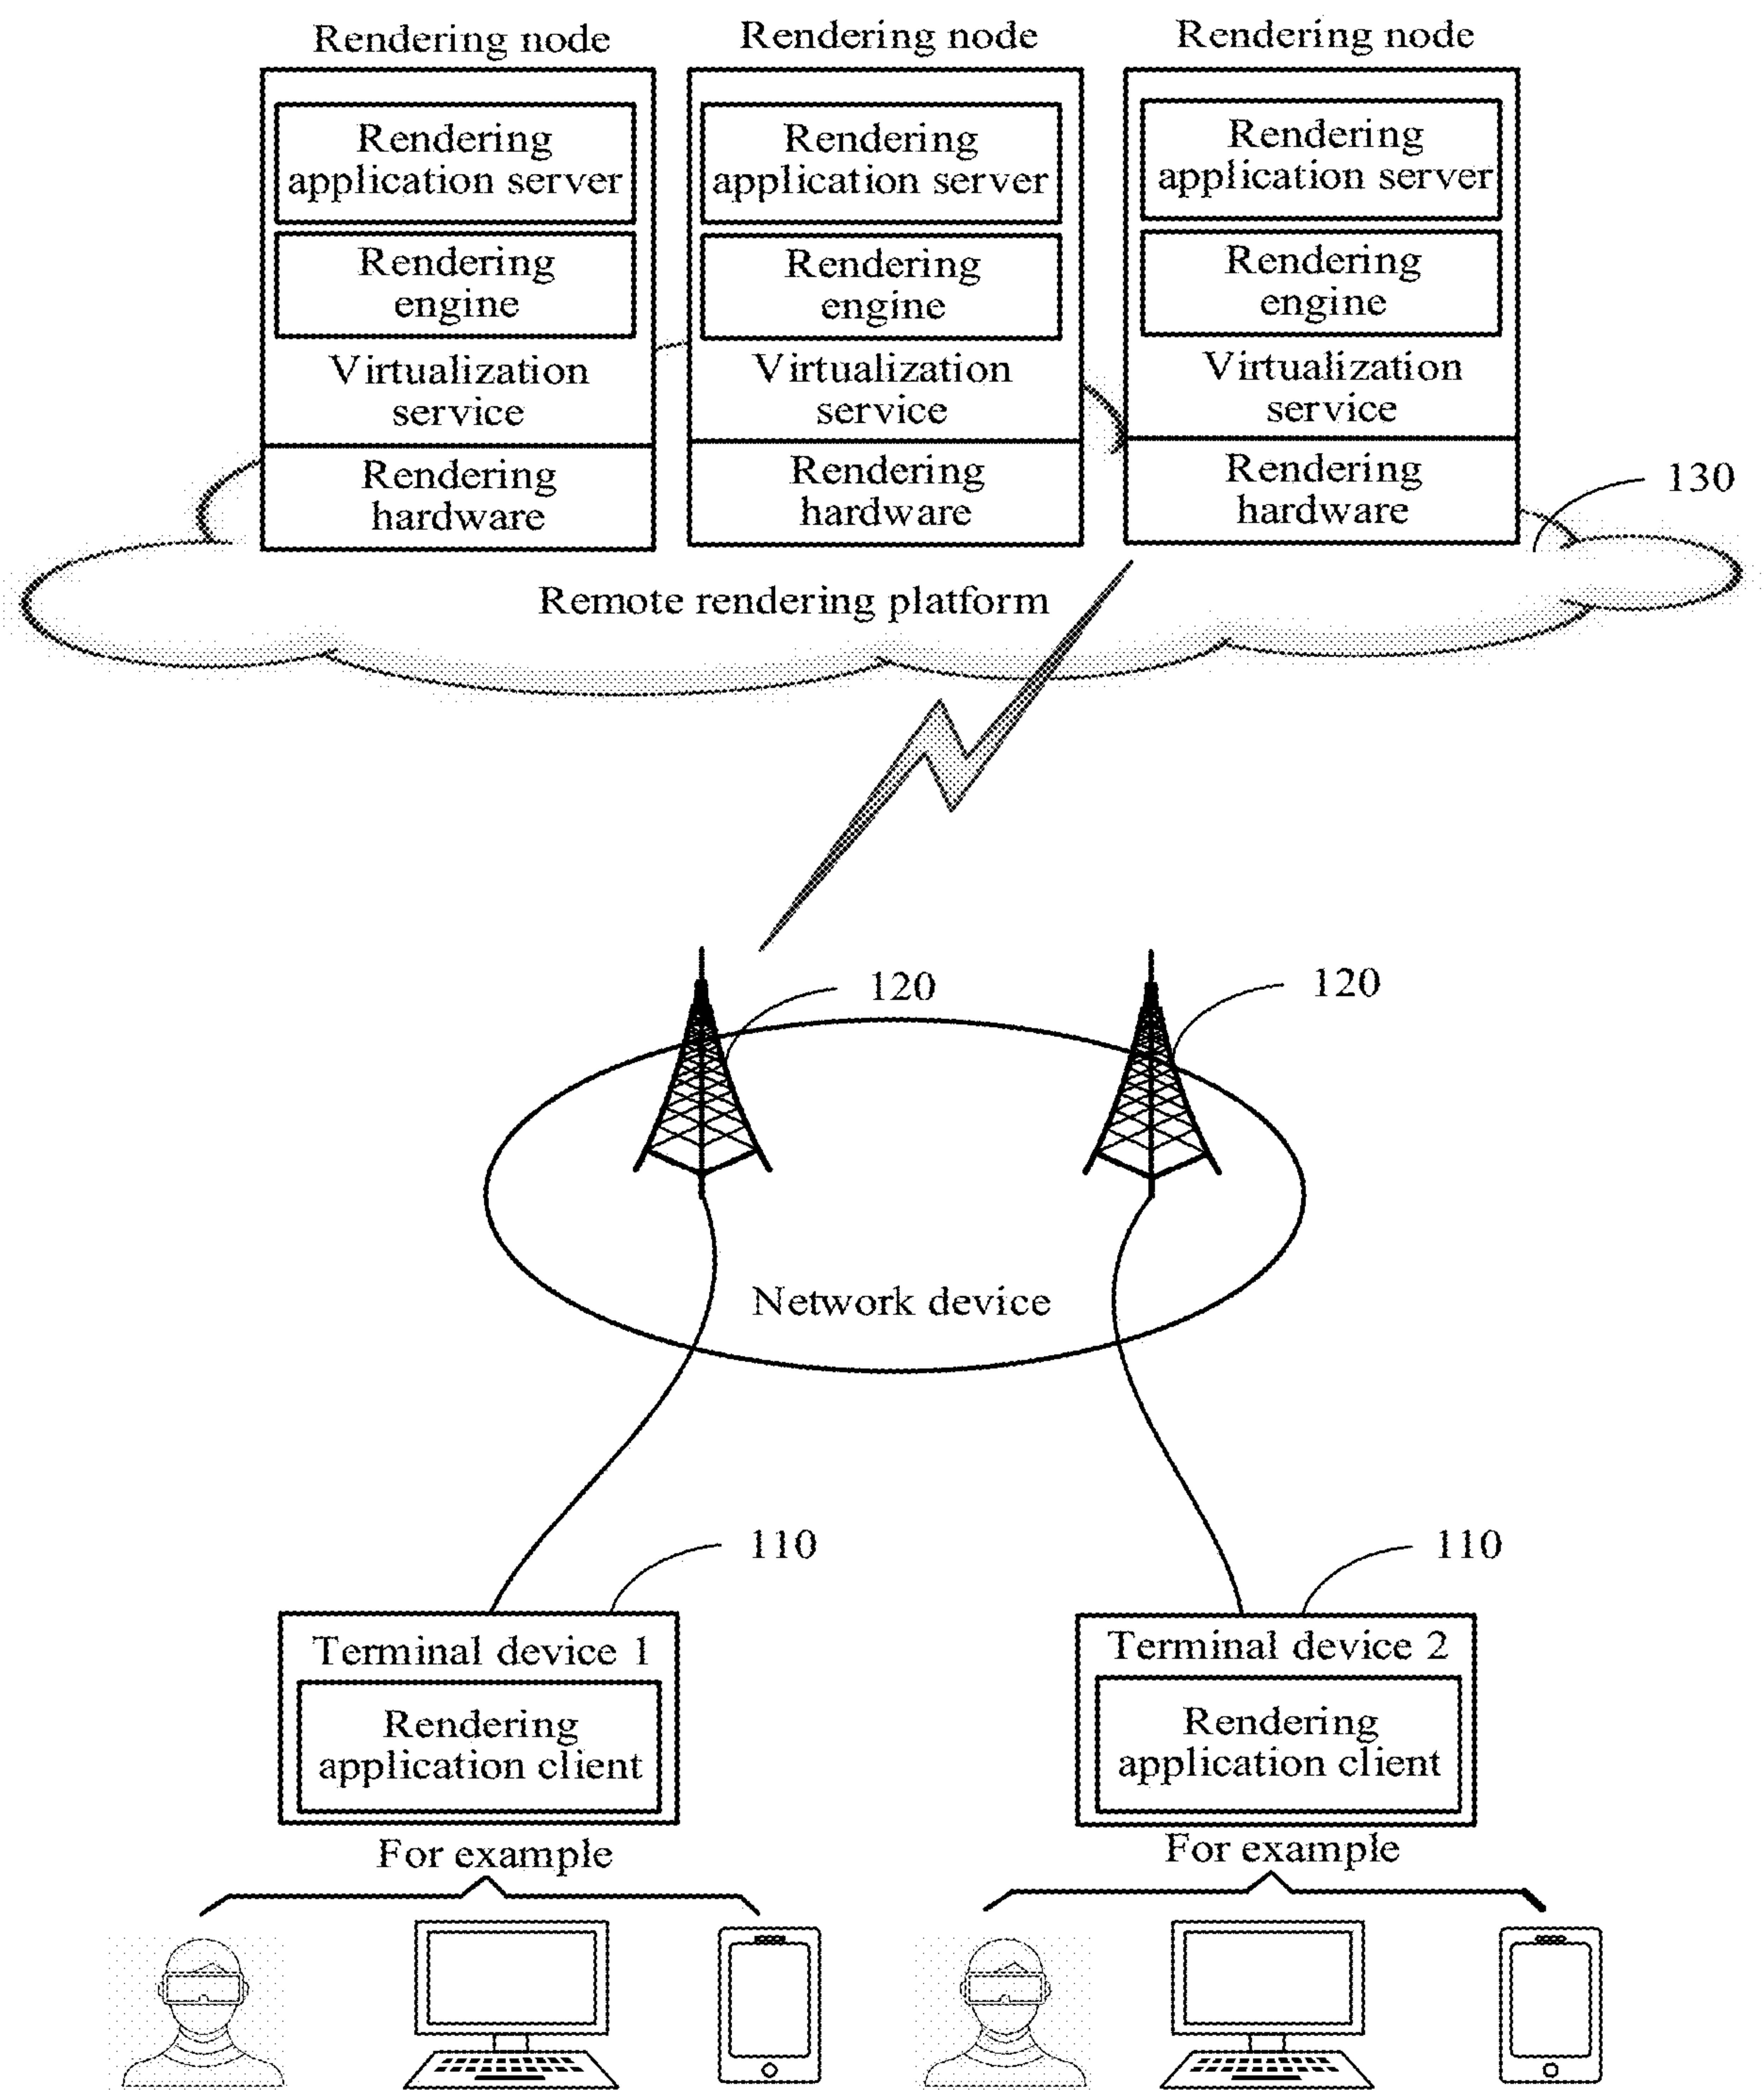 Rendering node
Rendering node
Rendering node
Rendering
application server
Rendering
engine
Virtualization
service
Rendering
hardware
Rendering
application server
Rendering
engine
Virtualization
service
Rendering
hardware
Rendering
application server
Rendering
engine
Virtualization
service
Rendering
hardware
130
Remote rendering platform
120
120
Network device
110
110
Terminal device 1
Rendering
application client
For example
Terminal device 2
Rendering
application client
For example